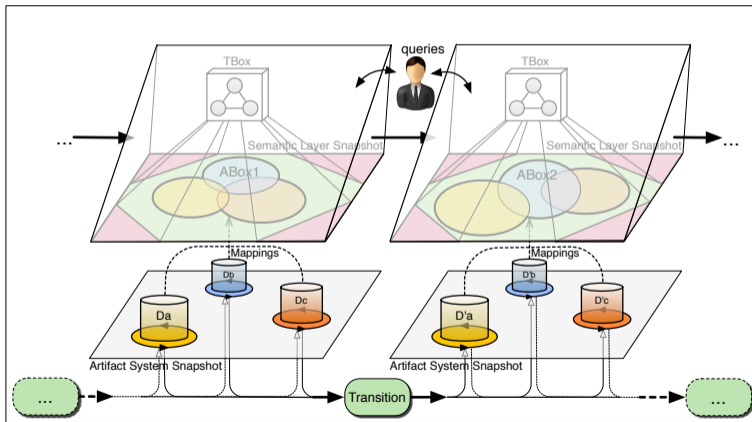 queries
TBox
TBox
...
Semantic Layer Snapshot
Semantic Layer Snapshot
...
ABox1
ABox2
Mappings
Mappings
Db
D'b
Dc
D'c
Da
D'a
Artifact System Snapshot
Artifact System Snapshot
...
Transition
...